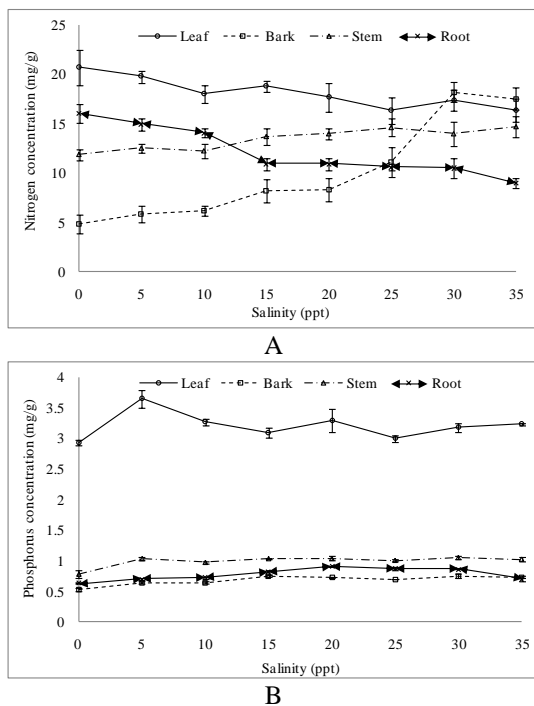 Leaf Bark Stem Root
Nitrogen concentration (mg/g)
25
20
15
10
5
0
0 5 10 15 20 25 30 35
Salinity (ppt)
A
Leaf Bark Stem Root
Phosphorus concentration (mg/g)
4
3.5
3
2.5
2
1.5
1
0.5
0
0 5 10 15 20 25 30 35
Salinity (ppt)
B